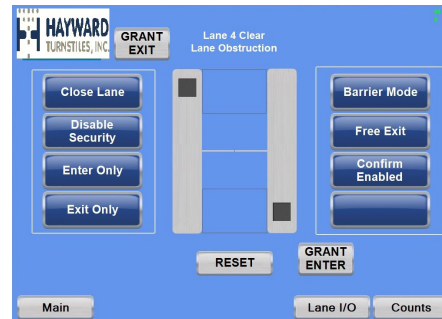 HAYWARD
TURNSTILES, INC.
GRANT
EXIT
Lane 4 Clear
Lane Obstruction
Close Lane
Disable
Security
Enter Only
Exit Only
Barrier Mode
Free Exit
Confirm
Enabled
RESET
GRANT
ENTER
Main
Lane I/O
Counts